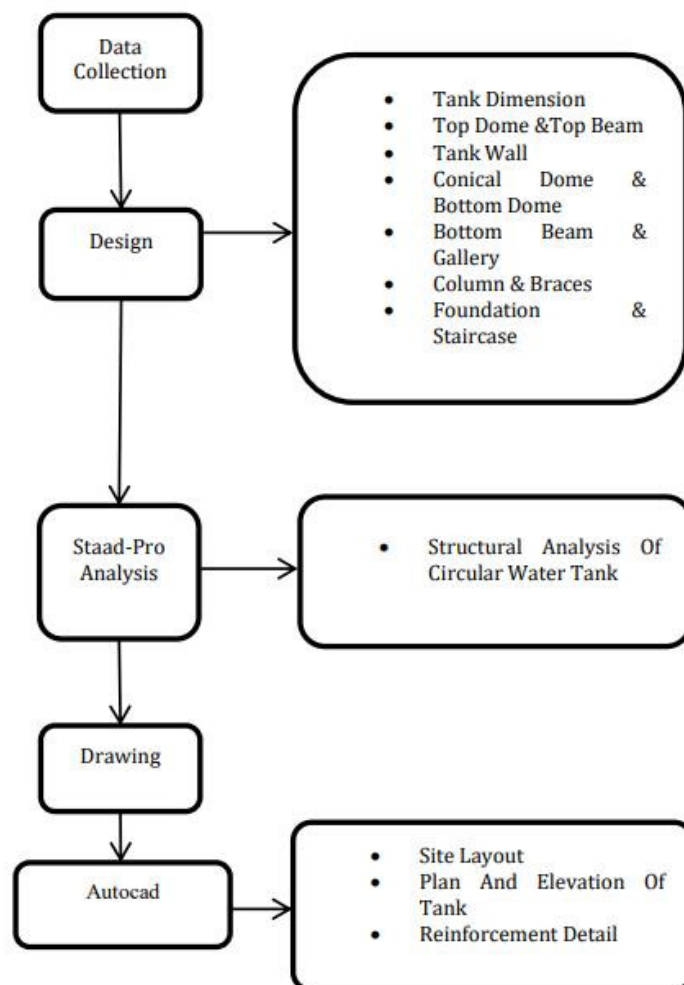 Data
Collection
• Tank Dimension
• Top Dome &Top Beam
• Tank Wall
• Conical Dome &
Bottom Dome
• Bottom Beam &
Gallery
• Column & Braces
• Foundation &
Staircase
Design
Staad-Pro
Analysis
• Structural Analysis Of
Circular Water Tank
Drawing
Autocad
• Site Layout
• Plan And Elevation Of
Tank
• Reinforcement Detail